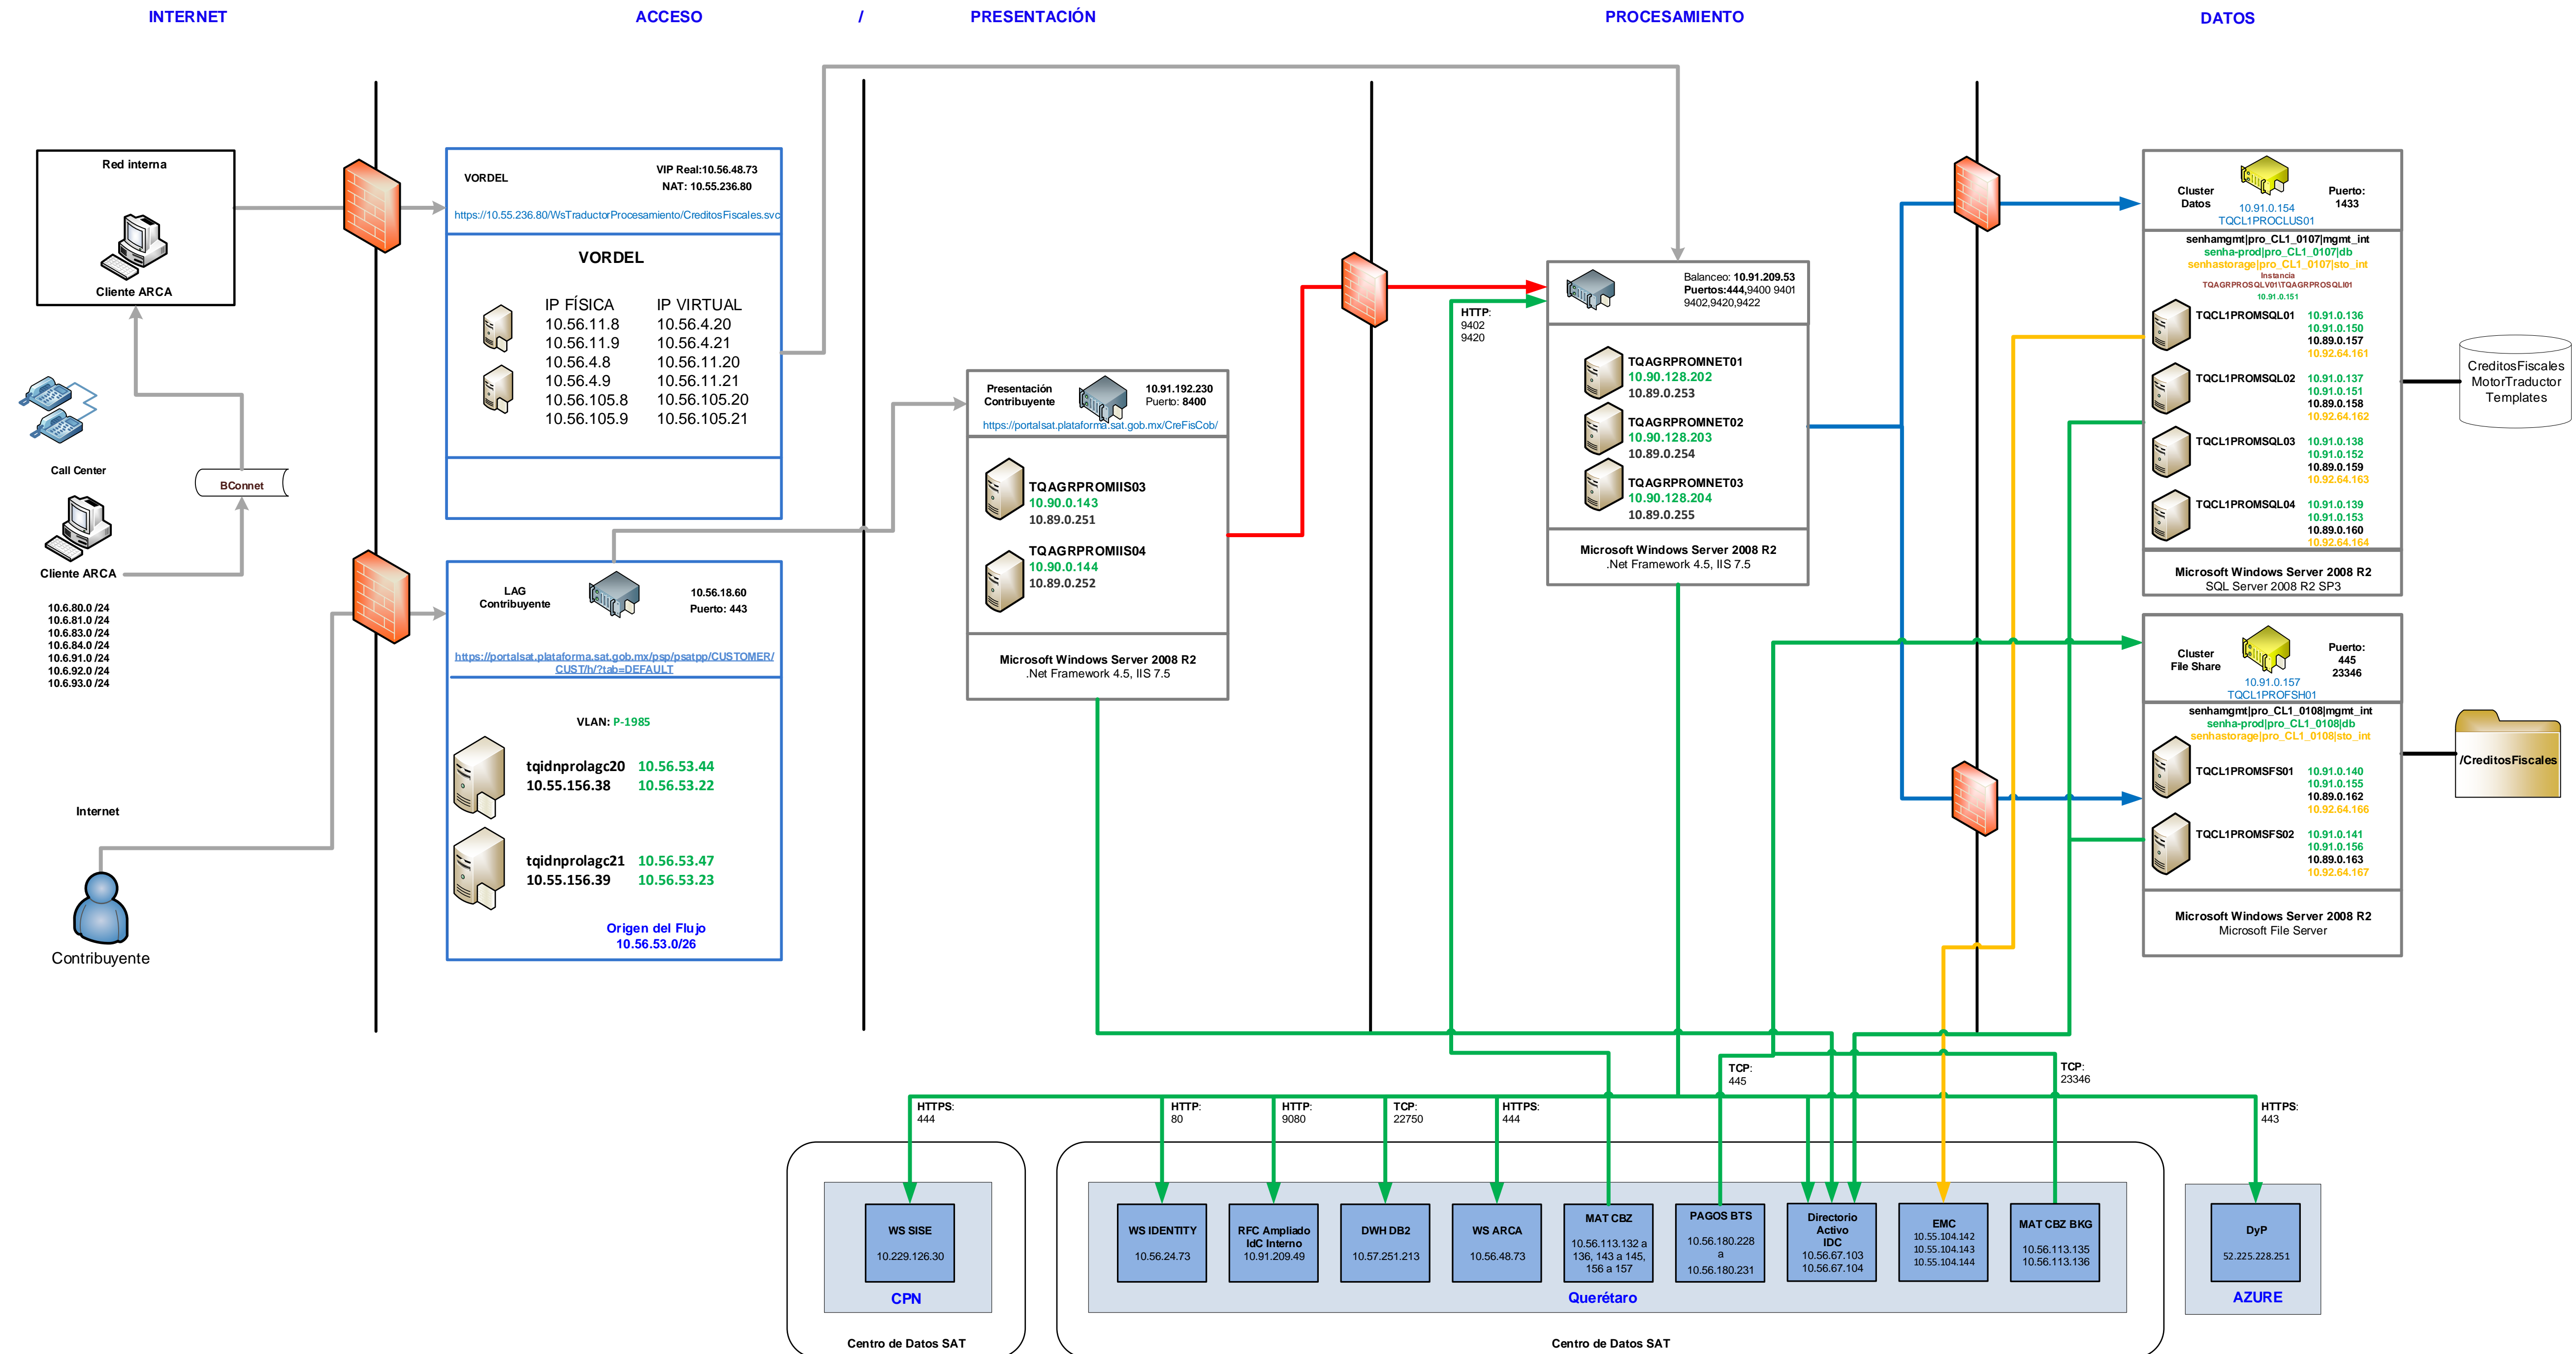 INTERNET
ACCESO
/
PRESENTACIÓN
PROCESAMIENTO
DATOS
Red interna
Cliente ARCA
Call Center
BConnet
Cliente ARCA
10.6.80.0 /24
10.6.81.0 /24
10.6.83.0 /24
10.6.84.0 /24
10.6.91.0 /24
10.6.92.0 /24
10.6.93.0 /24
Internet
Contribuyente
VORDEL
VIP Real:10.56.48.73
NAT: 10.55.236.80
https://10.55.236.80/WsTraductorProcesamiento/CreditosFiscales.svc
VORDEL
IP FÍSICA IP VIRTUAL
10.56.11.8 10.56.4.20
10.56.11.9 10.56.4.21
10.56.4.8 10.56.11.20
10.56.4.9 10.56.11.21
10.56.105.8 10.56.105.20
10.56.105.9 10.56.105.21
LAG
Contribuyente
10.56.18.60
Puerto: 443
https://portalsat.plataforma.sat.gob.mx/psp/psatpp/CUSTOMER/
CUST/h/?tab=DEFAULT
VLAN: P-1985
tqidnprolagc20 10.56.53.44
10.55.156.38 10.56.53.22
tqidnprolagc21 10.56.53.47
10.55.156.39 10.56.53.23
Origen del Flujo
10.56.53.0/26
Presentación
Contribuyente
10.91.192.230
Puerto: 8400
https://portalsat.plataforma.sat.gob.mx/CreFisCob/
TQAGRPROMIIS03
10.90.0.143
10.89.0.251
TQAGRPROMIIS04
10.90.0.144
10.89.0.252
Microsoft Windows Server 2008 R2
.Net Framework 4.5, IIS 7.5
HTTP:
9402
9420
Balanceo: 10.91.209.53
Puertos:444,9400 9401
9402,9420,9422
TQAGRPROMNET01
10.90.128.202
10.89.0.253
TQAGRPROMNET02
10.90.128.203
10.89.0.254
TQAGRPROMNET03
10.90.128.204
10.89.0.255
Microsoft Windows Server 2008 R2
.Net Framework 4.5, IIS 7.5
Cluster
Datos
Puerto:
1433
10.91.0.154
TQCL1PROCLUS01
senhamgmt|pro_CL1_0107|mgmt_int
senha-prod|pro_CL1_0107|db
senhastorage|pro_CL1_0107|sto_int
Instancia
TQAGRPROSQLV01\TQAGRPROSQLI01
10.91.0.151
TQCL1PROMSQL01 10.91.0.136
10.91.0.150
10.89.0.157
10.92.64.161
TQCL1PROMSQL02 10.91.0.137
10.91.0.151
10.89.0.158
10.92.64.162
TQCL1PROMSQL03 10.91.0.138
10.91.0.152
10.89.0.159
10.92.64.163
TQCL1PROMSQL04 10.91.0.139
10.91.0.153
10.89.0.160
10.92.64.164
Microsoft Windows Server 2008 R2
SQL Server 2008 R2 SP3
CreditosFiscales
MotorTraductor
Templates
Cluster
File Share
Puerto:
445
23346
10.91.0.157
TQCL1PROFSH01
senhamgmt|pro_CL1_0108|mgmt_int
senha-prod|pro_CL1_0108|db
senhastorage|pro_CL1_0108|sto_int
TQCL1PROMSFS01 10.91.0.140
10.91.0.155
10.89.0.162
10.92.64.166
TQCL1PROMSFS02 10.91.0.141
10.91.0.156
10.89.0.163
10.92.64.167
Microsoft Windows Server 2008 R2
Microsoft File Server
/CreditosFiscales
HTTPS:
444
HTTP:
80
HTTP:
9080
TCP:
22750
HTTPS:
444
TCP:
445
TCP:
23346
HTTPS:
443
WS SISE
10.229.126.30
CPN
Centro de Datos SAT
WS IDENTITY
10.56.24.73
RFC Ampliado
IdC Interno
10.91.209.49
DWH DB2
10.57.251.213
WS ARCA
10.56.48.73
MAT CBZ
10.56.113.132 a
136, 143 a 145,
156 a 157
PAGOS BTS
10.56.180.228
a
10.56.180.231
Directorio
Activo
IDC
10.56.67.103
10.56.67.104
EMC
10.55.104.142
10.55.104.143
10.55.104.144
MAT CBZ BKG
10.56.113.135
10.56.113.136
Querétaro
Centro de Datos SAT
DyP
52.225.228.251
AZURE